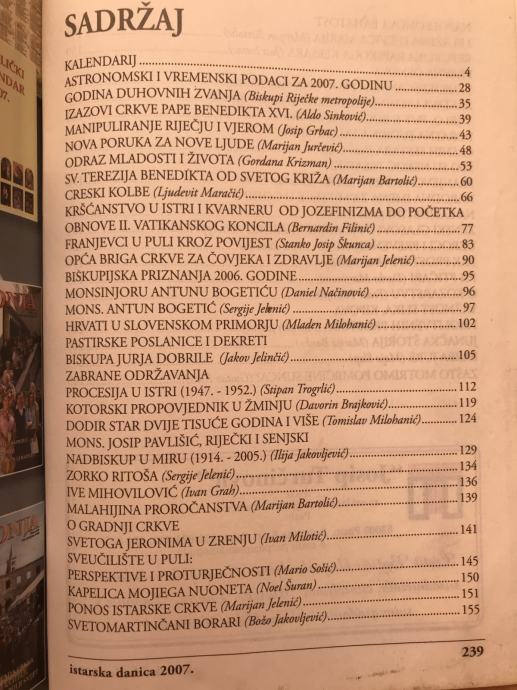 LIČKI
NDAR
07.
ONJA
ONJA
SADRŽAJ
KALENDARIJ 4
ASTRONOMSKI I VREMENSKI PODACI ZA 2007. GODINU 28
GODINA DUHOVNIH ZVANJA (Biskupi Riječke metropolije) 35
IZAZOVI CRKVE PAPE BENEDIKTA XVI. (Aldo Sinković) 39
MANIPULIRANJE RIJEČJU I VJEROM (Josip Grbac) 43
NOVA PORUKA ZA NOVE LJUDE (Marijan Jurčević) 48
ODRAZ MLADOSTI I ŽIVOTA (Gordana Krizman) 53
SV. TEREZIJA BENEDIKTA OD SVETOG KRIŽA (Marijan Bartolić) 60
CRESKI KOLBE (Ljudevit Maračić) 66
KRŠĆANSTVO U ISTRI I KVARNERU OD JOZEFINIZMA DO POČETKA
OBNOVE II. VATIKANSKOG KONCILA (Bernardin Filinić) 77
FRANJEVCI U PULI KROZ POVIJEST (Stanko Josip Škunca) 83
OPĆA BRIGA CRKVE ZA ČOVJEKA I ZDRAVLJE (Marijan Jelenić) 90
BISKUPIJSKA PRIZNANJA 2006. GODINE 95
MONSINJORU ANTUNU BOGETIĆU (Daniel Načinović) 96
MONS. ANTUN BOGETIĆ (Sergije Jelenić) 97
HRVATI U SLOVENSKOM PRIMORJU (Mladen Milohanić) 102
PASTIRSKE POSLANICE I DEKRETI
BISKUPA JURJA DOBRILE (Jakov Jelinčić) 105
ZABRANE ODRŽAVANJA
PROCESIJA U ISTRI (1947. - 1952.) (Stipan Trogrlić) 112
KOTORSKI PROPOVJEDNIK U ŽMINJU (Davorin Brajković) 119
DODIR STAR DVIJE TISUĆE GODINA I VIŠE (Tomislav Milohanić) 124
MONS. JOSIP PAVLIŠIĆ, RIJEČKI I SENJSKI
NADBISKUP U MIRU (1914. - 2005.) (Ilija Jakovljević) 129
ZORKO RITOŠA (Sergije Jelenić) 134
IVE MIHOVILOVIĆ (Ivan Grah) 136
MALAHIJINA PROROČANSTVA (Marijan Bartolić) 139
O GRADNJI CRKVE
SVETOGA JERONIMA U ZRENJU (Ivan Milotić) 141
SVEUČILIŠTE U PULI:
PERSPEKTIVE I PROTURJEČNOSTI (Mario Sošić) 145
KAPELICA MOJIEGA NUONETA (Noel Šuran) 150
PONOS ISTARSKE CRKVE (Marijan Jelenić) 151
SVETOMARTINČANI BORARI (Božo Jakovljević) 155
239
istarska danica 2007.